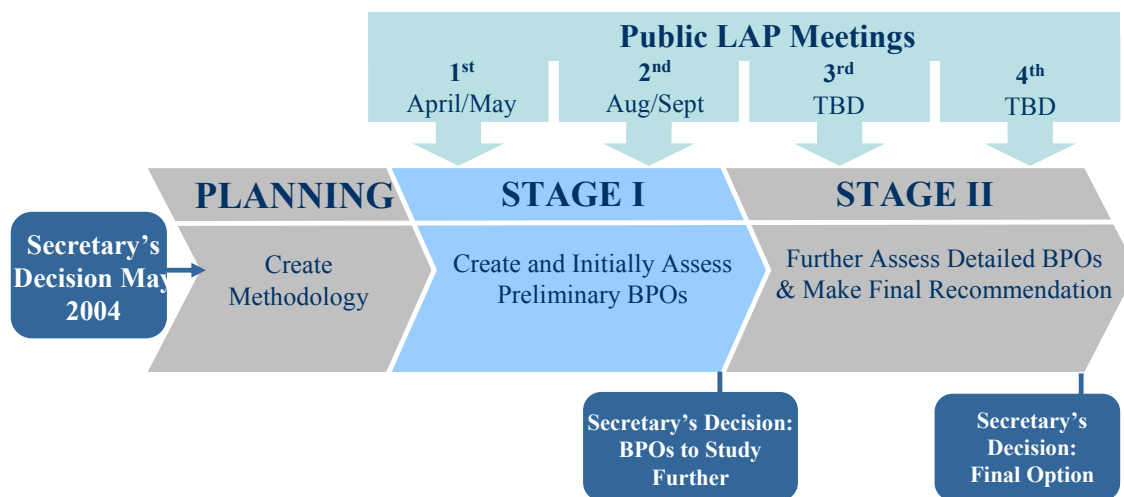 Public LAP Meetings
1st
April/May
2nd
Aug/Sept
3rd
TBD
4th
TBD
PLANNING
STAGE I
STAGE II
Secretary's
Decision May
2004
Create
Methodology
Create and Initially Assess
Preliminary BPOs
Further Assess Detailed BPOs
& Make Final Recommendation
Secretary's Decision:
BPOs to Study
Further
Secretary's
Decision:
Final Option